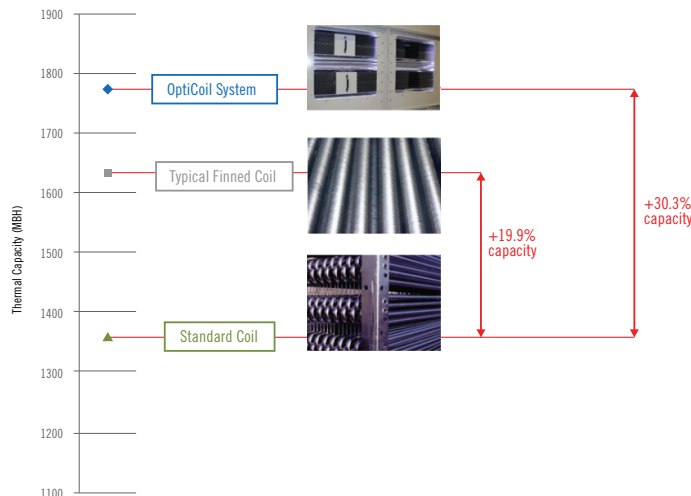 1900
1800
OptiCoil System
1700
Typical Finned Coil
1600
+30.3%
capacity
+19.9%
capacity
1500
Thermal Capacity (MBH)
1400
Standard Coil
1300
1200
1100